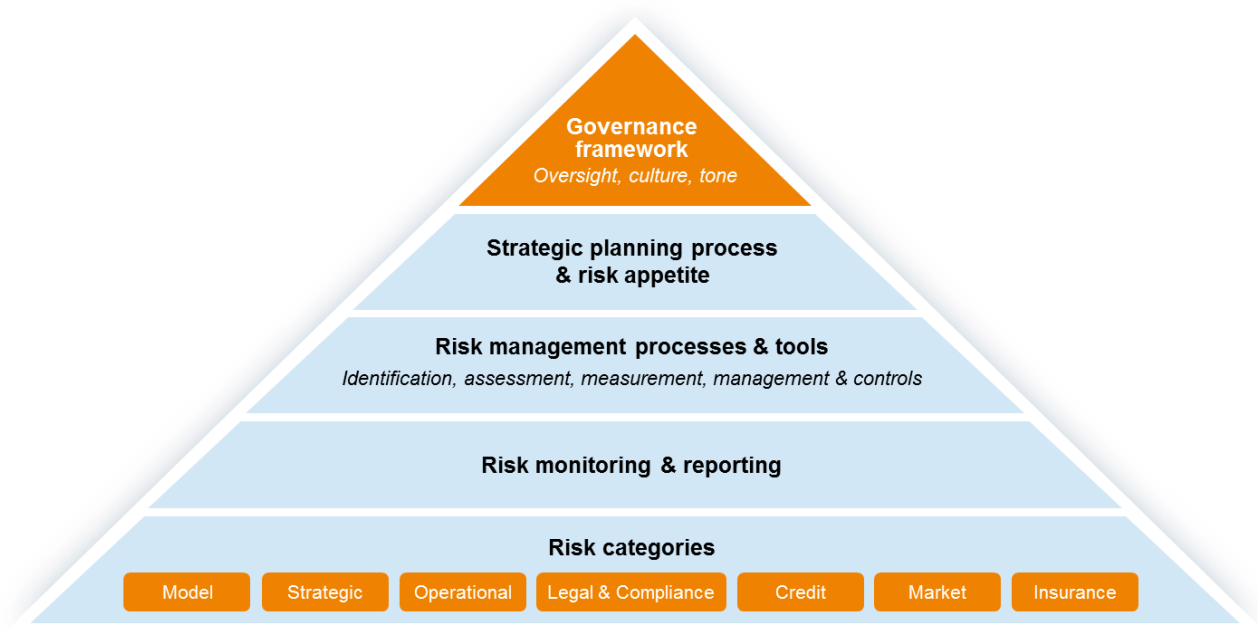 Governance
framework
Oversight, culture, tone
Strategic planning process
& risk appetite
Risk management processes & tools
Identification, assessment, measurement, management & controls
Risk monitoring & reporting
Risk categories
Model Strategic Operational Legal & Compliance Credit Market Insurance